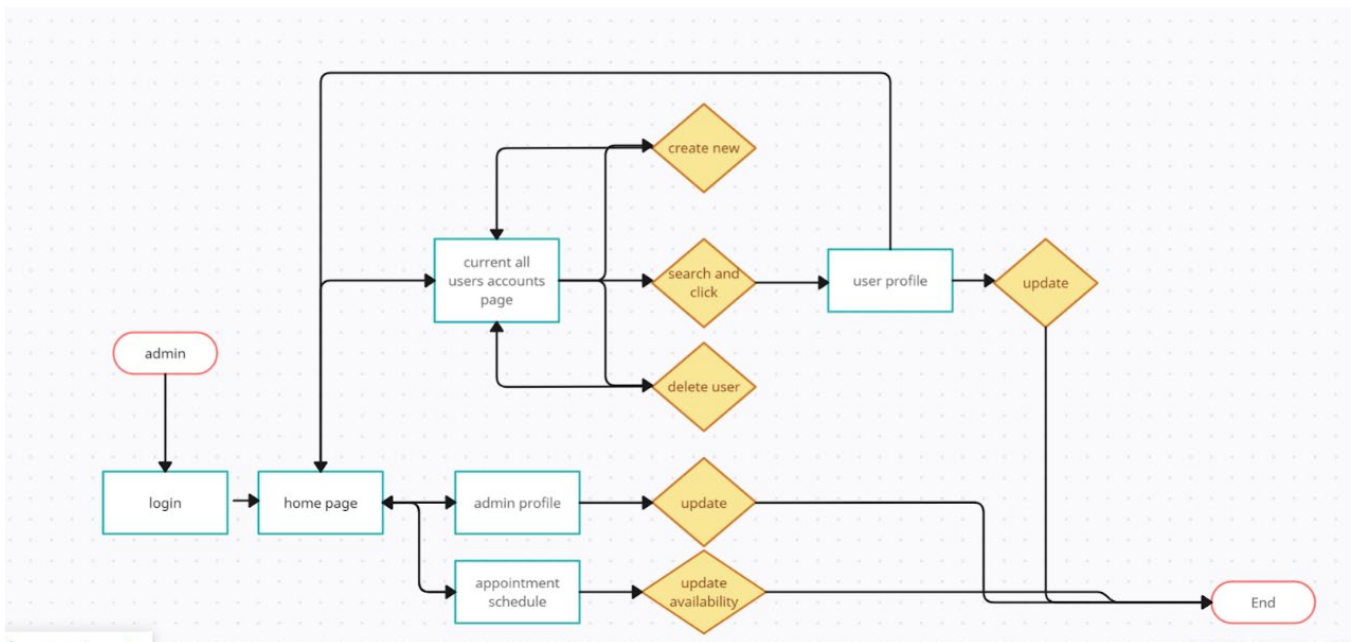 create new
current all
users accounts
page
search and
click
user profile
update
admin
delete user
login
home page
admin profile
update
appointment
schedule
update
availability
End